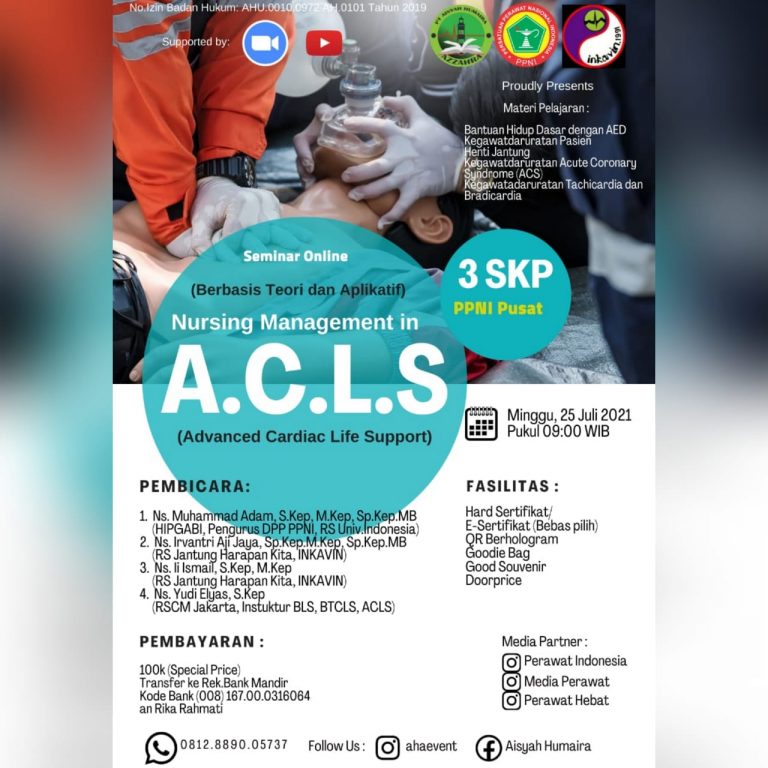 No.Izin Badan Hukum: AHU.0010.0972.AH.0101 Tahun 2019
Supported by:
PT AISYAH HUMAIRA
AZZAHRA
PERSATUAN PERAWAT NASIONAL INDONESIA
PPNI
inkavin.1991
Proudly Presents
Materi Pelajaran :
Bantuan Hidup Dasar dengan AED
Kegawatdaruratan Pasien
Henti Jantung
Kegawatdaruratan Acute Coronary
Syndrome (ACS)
Kegawatadaruratan Tachicardia dan
Bradicardia
Seminar Online
(Berbasis Teori dan Aplikatif)
Nursing Management in
A.C.L.S
(Advanced Cardiac Life Support)
3 SKP
PPNI Pusat
Minggu, 25 Juli 2021
Pukul 09:00 WIB
PEMBICARA:
1. Ns. Muhammad Adam, S.Kep, M.Kep, Sp.Kep.MB
(HIPGABI, Pengurus DPP PPNI, RS Univ.Indonesia)
2. Ns. Irvantri Aji Jaya, Sp.Kep.M.Kep, Sp.Kep.MB
(RS Jantung Harapan Kita, INKAVIN)
3. Ns. Ii Ismail, S.Kep, M.Kep
(RS Jantung Harapan Kita, INKAVIN)
4. Ns. Yudi Elyas, S.Kep
(RSCM Jakarta, Instuktur BLS, BTCLS, ACLS)
FASILITAS :
Hard Sertifikat/
E-Sertifikat (Bebas pilih)
QR Berhologram
Goodie Bag
Good Souvenir
Doorprice
PEMBAYARAN :
100k (Special Price)
Transfer ke Rek.Bank Mandir
Kode Bank (008) 167.00.0316064
an Rika Rahmati
Media Partner :
Perawat Indonesia
Media Perawat
Perawat Hebat
0812.8890.05737
Follow Us :
ahaevent
Aisyah Humaira